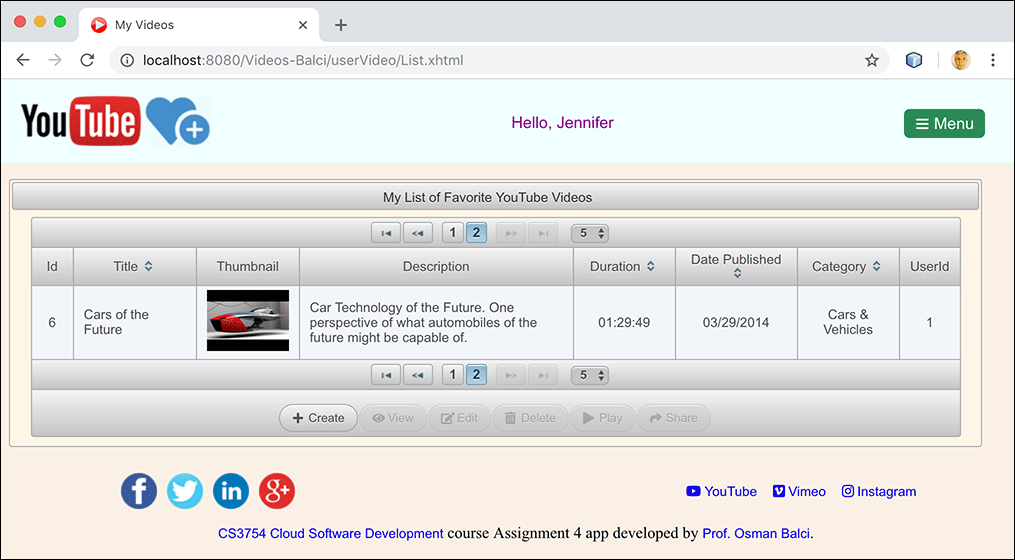 My Videos
localhost:8080/Videos-Balci/userVideo/List.xhtml
YouTube
Hello, Jennifer
Menu
My List of Favorite YouTube Videos
1 2 5
Id Title Thumbnail Description Duration Date Published Category UserId
6 Cars of the Future Car Technology of the Future. One perspective of what automobiles of the future might be capable of. 01:29:49 03/29/2014 Cars & Vehicles 1
1 2 5
Create View Edit Delete Play Share
YouTube Vimeo Instagram
CS3754 Cloud Software Development course Assignment 4 app developed by Prof. Osman Balci.